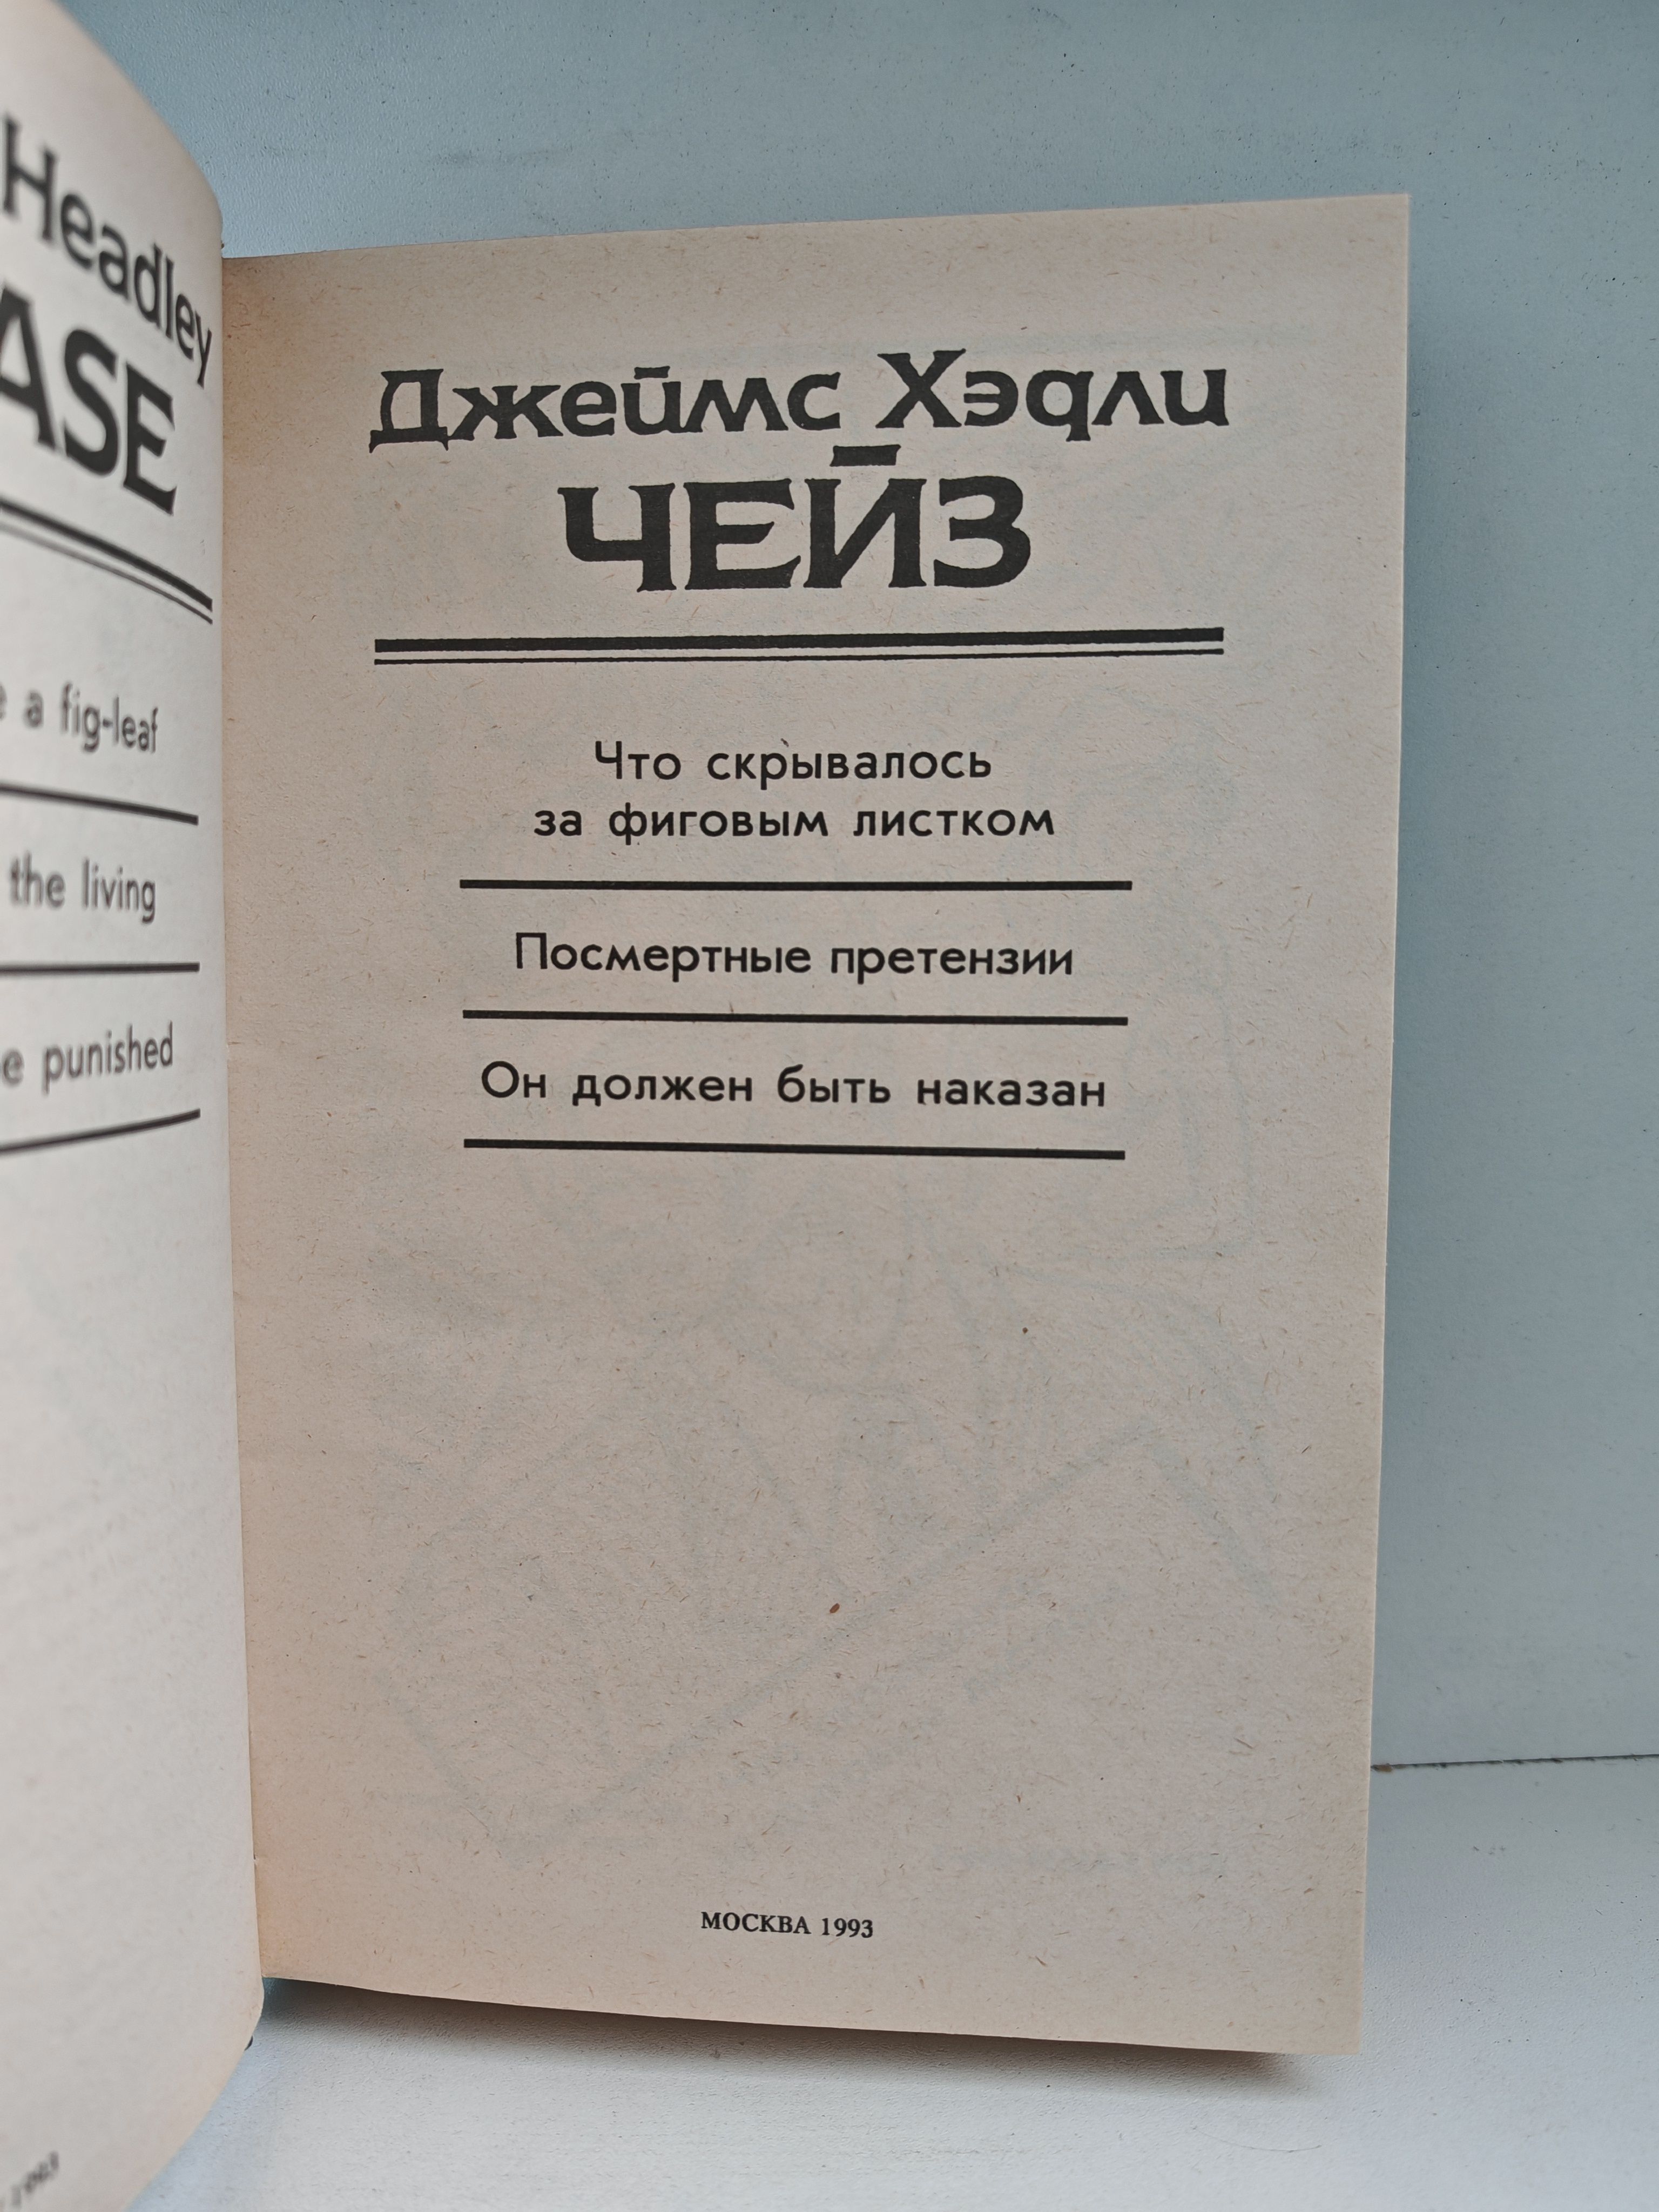 Headley
ASE
a fig-leaf
the living
e punished
1993
Джеймс Хэдли
ЧЕЙЗ
Что скрывалось
за фиговым листком
Посмертные претензии
Он должен быть наказан
МОСКВА 1993